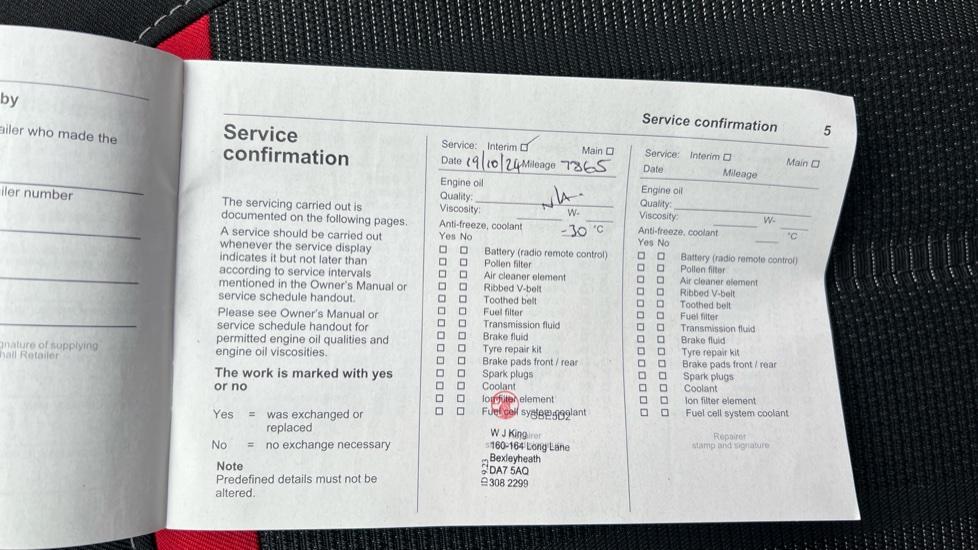 by
ailer who made the
iler number
gnature of supplying
hall Retailer
Service confirmation 5
Service
confirmation
The servicing carried out is
documented on the following pages.
A service should be carried out
whenever the service display
indicates it but not later than
according to service intervals
mentioned in the Owner's Manual or
service schedule handout.
Please see Owner's Manual or
service schedule handout for
permitted engine oil qualities and
engine oil viscosities.
The work is marked with yes
or no
Yes = was exchanged or
replaced
No = no exchange necessary
Note
Predefined details must not be
altered.
Service: Interim ☐ Main ☐
Date 19/10/24 Mileage 7865
Engine oil
Quality: NA
Viscosity: W-
Anti-freeze, coolant -30 °C
Yes No
☐ ☐ Battery (radio remote control)
☐ ☐ Pollen filter
☐ ☐ Air cleaner element
☐ ☐ Ribbed V-belt
☐ ☐ Toothed belt
☐ ☐ Fuel filter
☐ ☐ Transmission fluid
☐ ☐ Brake fluid
☐ ☐ Tyre repair kit
☐ ☐ Brake pads front / rear
☐ ☐ Spark plugs
☐ ☐ Coolant
☐ ☐ Ion filter element
☐ ☐ Fuel cell system coolant
W J King
160-164 Long Lane
Bexleyheath
DA7 5AQ
308 2299
Service: Interim ☐ Main ☐
Date Mileage
Engine oil
Quality:
Viscosity: W-
Anti-freeze, coolant °C
Yes No
☐ ☐ Battery (radio remote control)
☐ ☐ Pollen filter
☐ ☐ Air cleaner element
☐ ☐ Ribbed V-belt
☐ ☐ Toothed belt
☐ ☐ Fuel filter
☐ ☐ Transmission fluid
☐ ☐ Brake fluid
☐ ☐ Tyre repair kit
☐ ☐ Brake pads front / rear
☐ ☐ Spark plugs
☐ ☐ Coolant
☐ ☐ Ion filter element
☐ ☐ Fuel cell system coolant
Repairer
stamp and signature